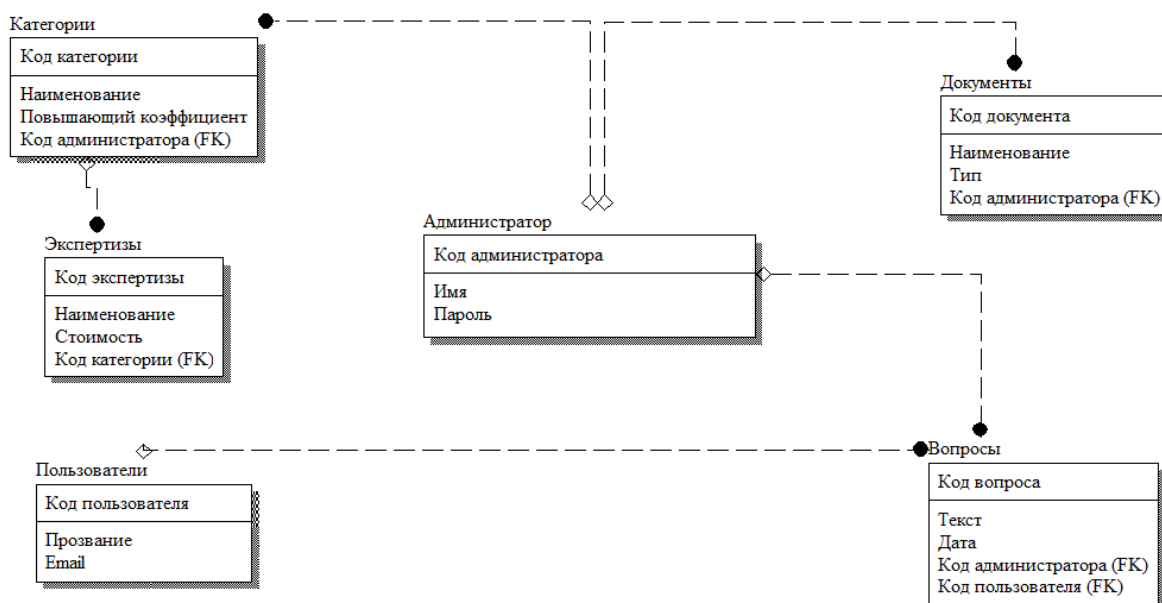 Категории
Код категории
Наименование
Повышающий коэффициент
Код администратора (FK)
Документы
Код документа
Наименование
Тип
Код администратора (FK)
Администратор
Код администратора
Имя
Пароль
Экспертизы
Код экспертизы
Наименование
Стоимость
Код категории (FK)
Пользователи
Код пользователя
Прозвание
Email
Вопросы
Код вопроса
Текст
Дата
Код администратора (FK)
Код пользователя (FK)